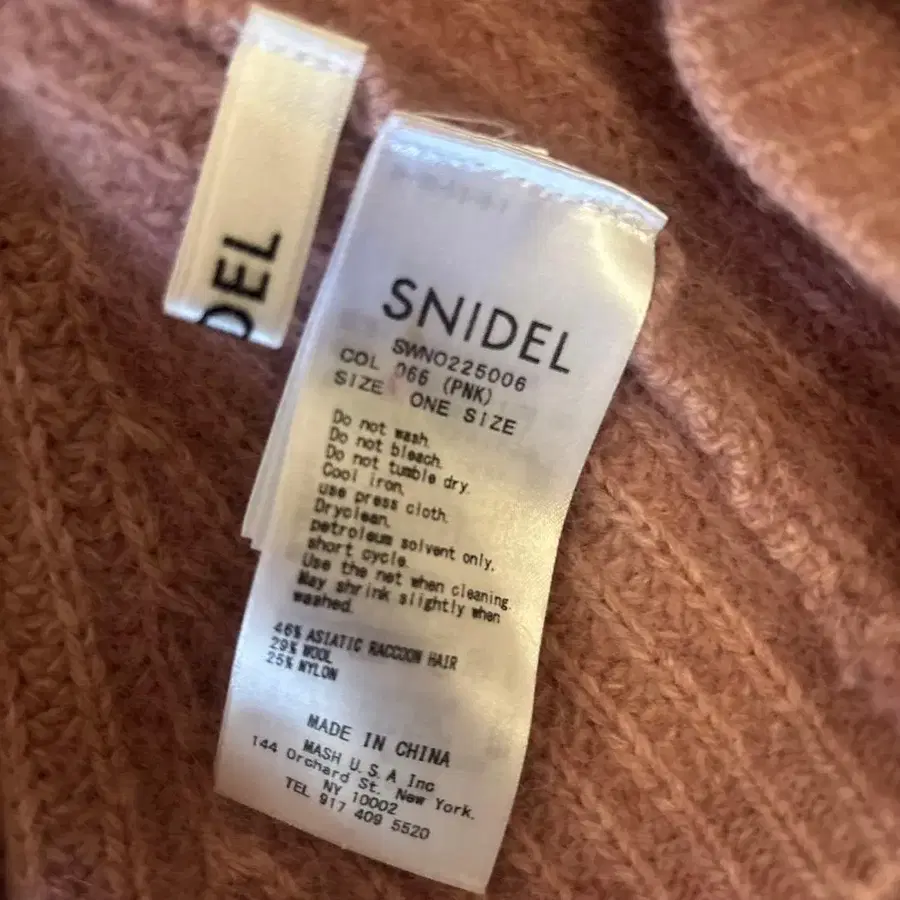 DEL
SNIDEL
SWNO225006
COL 066 (PNK)
SIZE ONE SIZE
Do not wash.
Do not bleach.
Do not tumble dry.
Cool iron,
use press cloth.
Dryclean,
petroleum solvent only,
short cycle.
Use the net when cleaning.
May shrink slightly when
washed.
46% ASIATIC RACCOON HAIR
29% WOOL
25% NYLON
MADE IN CHINA
MASH U.S.A Inc
144 Orchard St. New York.
NY 10002
TEL 917 409 5520